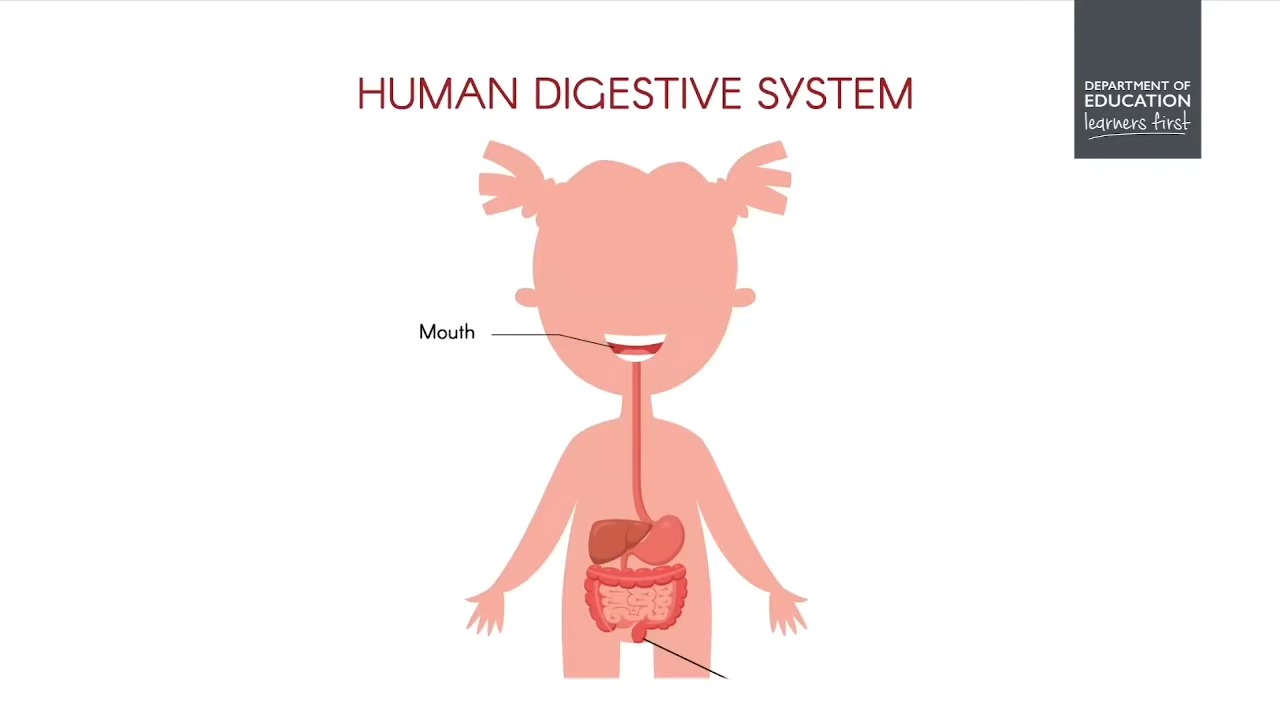 HUMAN DIGESTIVE SYSTEM
DEPARTMENT OF
EDUCATION
learners first
Mouth